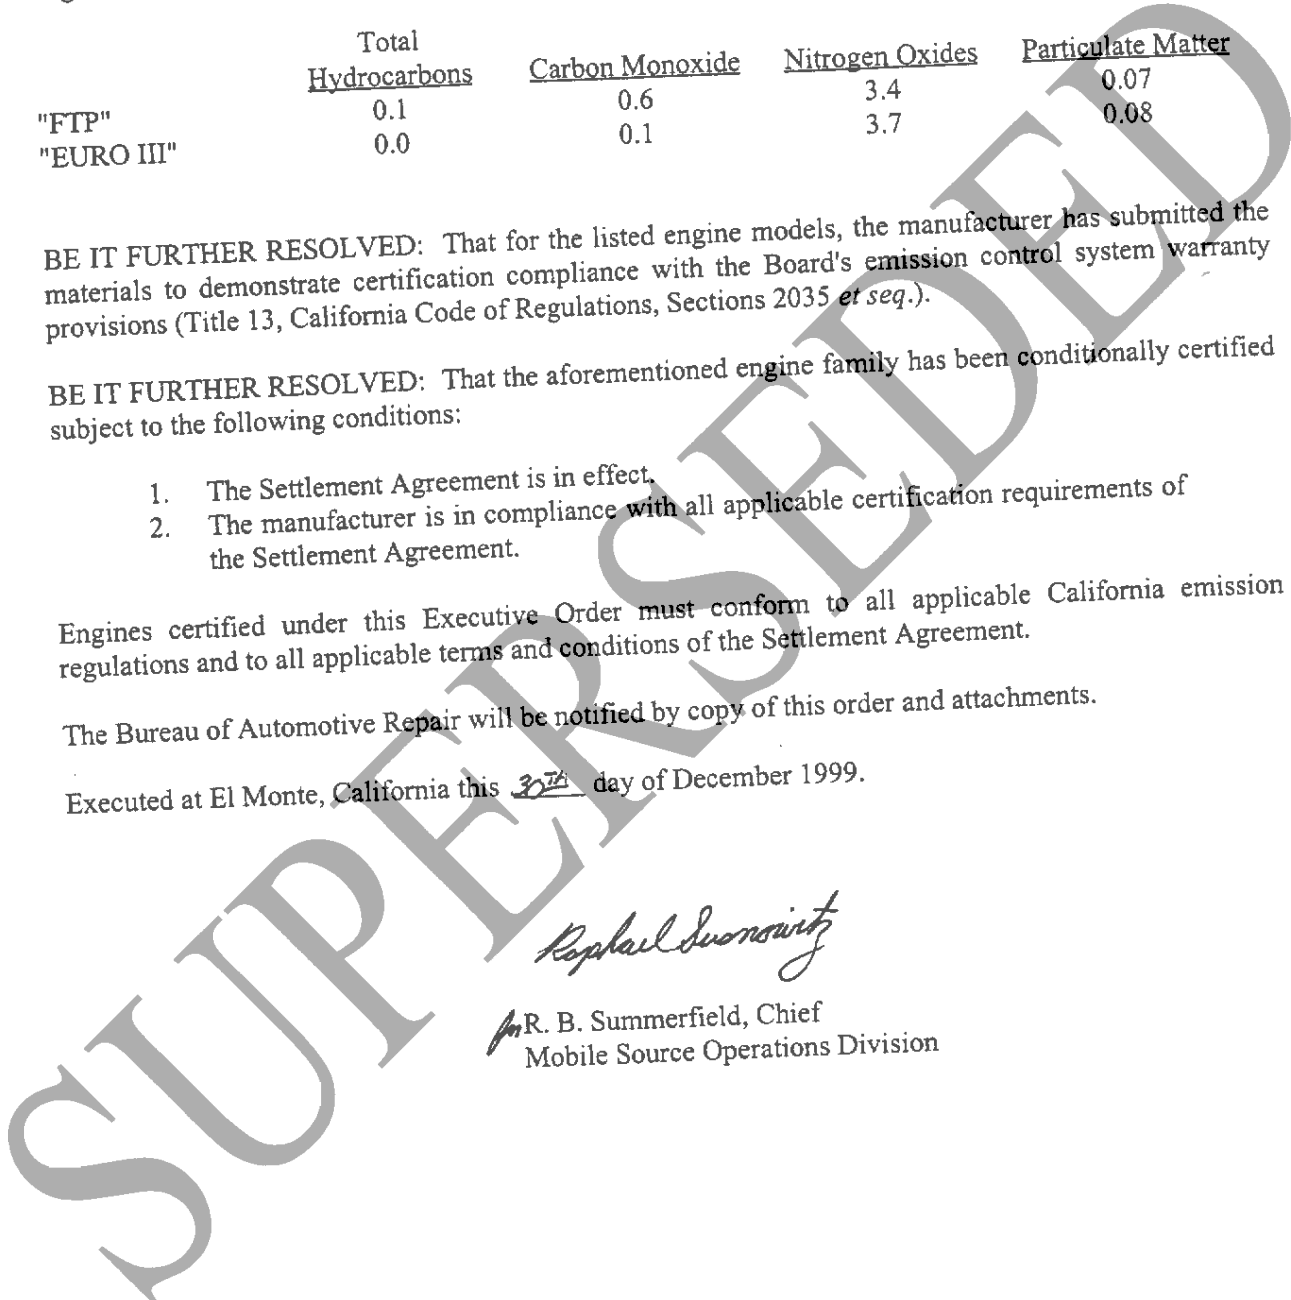 Total
Hydrocarbons Carbon Monoxide Nitrogen Oxides Particulate Matter
"FTP" 0.1 0.6 3.4 0.07
"EURO III" 0.0 0.1 3.7 0.08
BE IT FURTHER RESOLVED: That for the listed engine models, the manufacturer has submitted the
materials to demonstrate certification compliance with the Board's emission control system warranty
provisions (Title 13, California Code of Regulations, Sections 2035 et seq.).
BE IT FURTHER RESOLVED: That the aforementioned engine family has been conditionally certified
subject to the following conditions:
1. The Settlement Agreement is in effect.
2. The manufacturer is in compliance with all applicable certification requirements of
the Settlement Agreement.
Engines certified under this Executive Order must conform to all applicable California emission
regulations and to all applicable terms and conditions of the Settlement Agreement.
The Bureau of Automotive Repair will be notified by copy of this order and attachments.
Executed at El Monte, California this 30TH day of December 1999.
Raphael Susnowitz
for R. B. Summerfield, Chief
Mobile Source Operations Division
SUPERSEDED